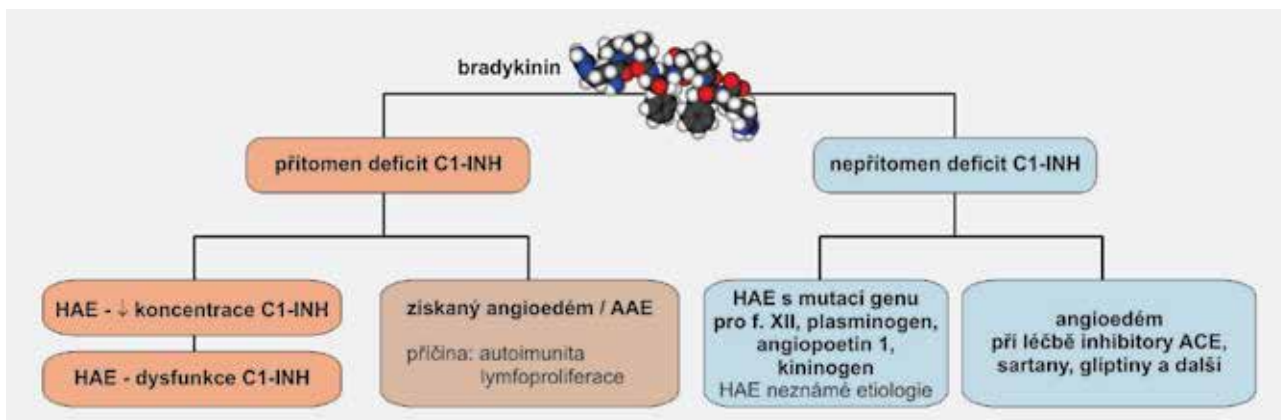 bradykinin
přítomen deficit C1-INH
nepřítomen deficit C1-INH
HAE - ↓ koncentrace C1-INH
HAE - dysfunkce C1-INH
získaný angioedém / AAE
příčina: autoimunita
lymfoproliferace
HAE s mutací genu
pro f. XII, plasminogen,
angiopoetin 1,
kininogen
HAE neznámé etiologie
angioedém
při léčbě inhibitory ACE,
sartany, gliptiny a další